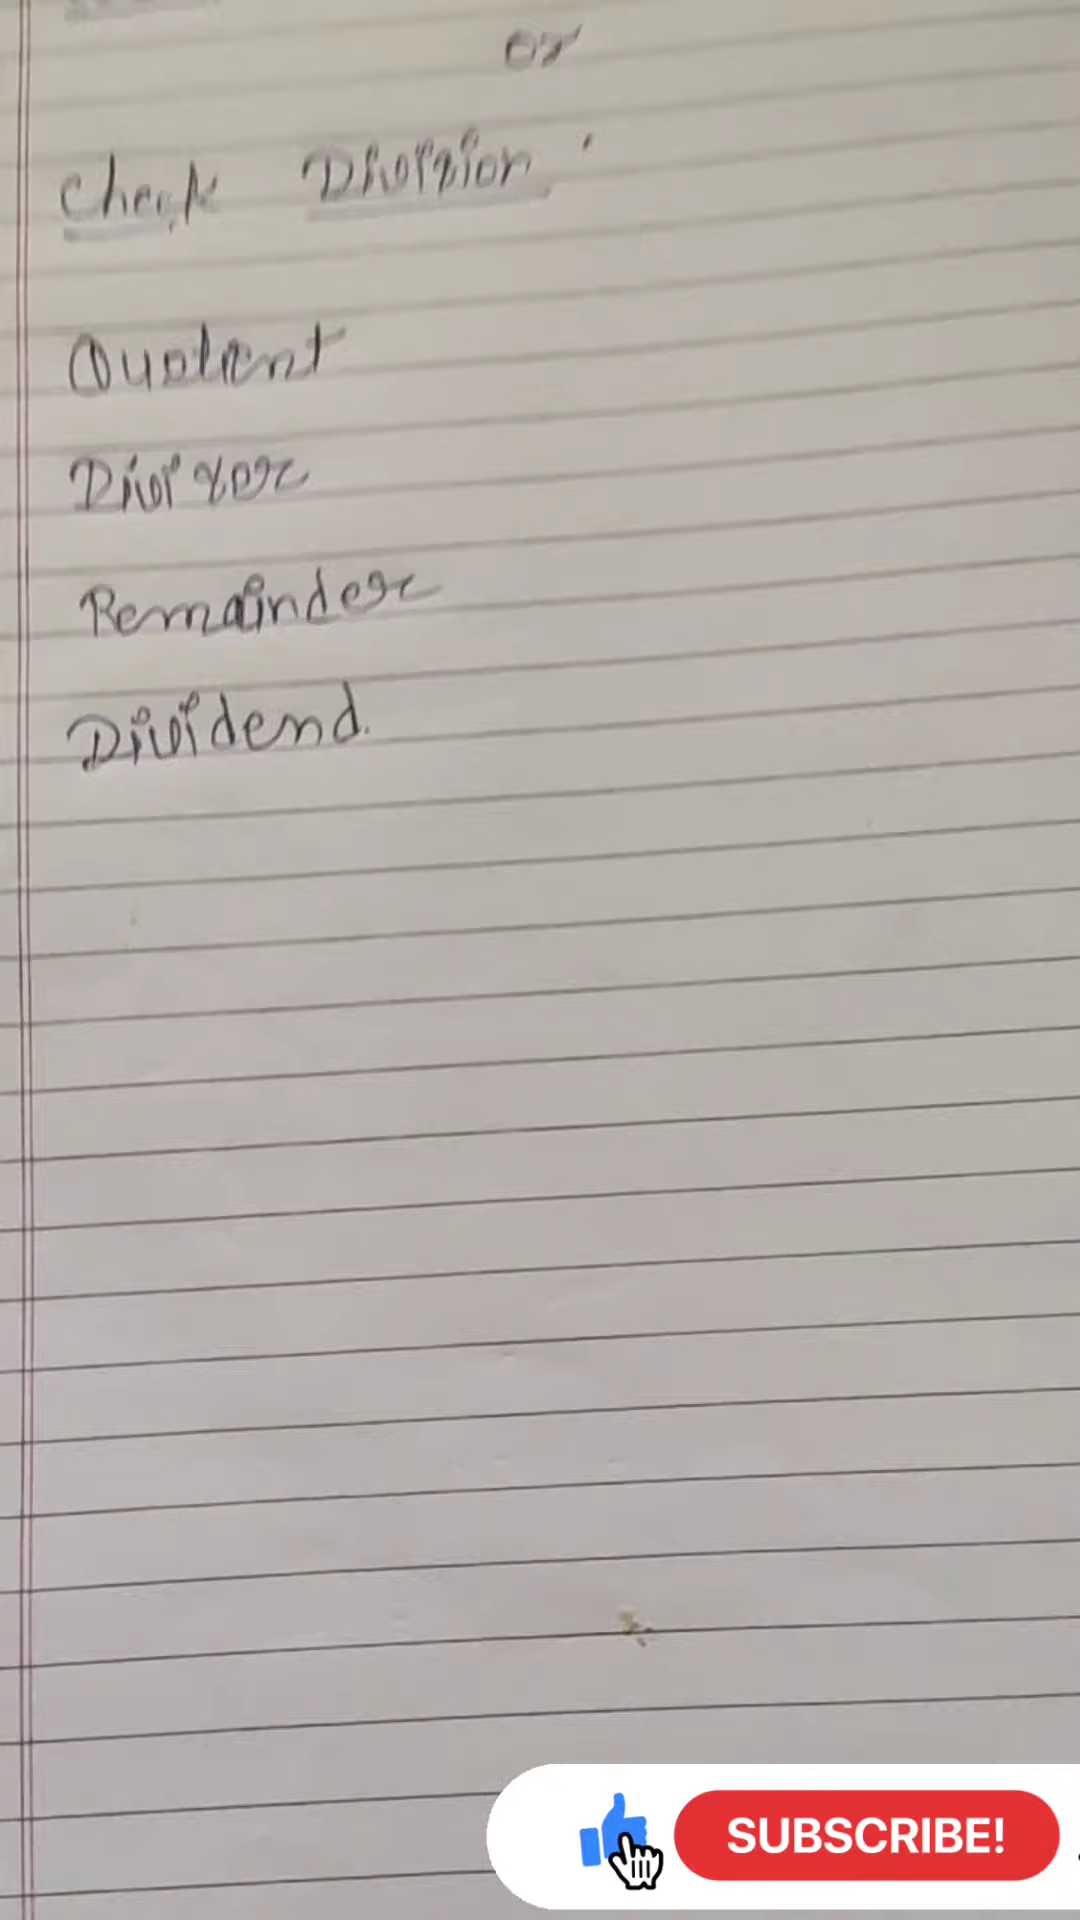 or
Check Division :
Quotient
Divisor
Remainder
Dividend.
SUBSCRIBE!